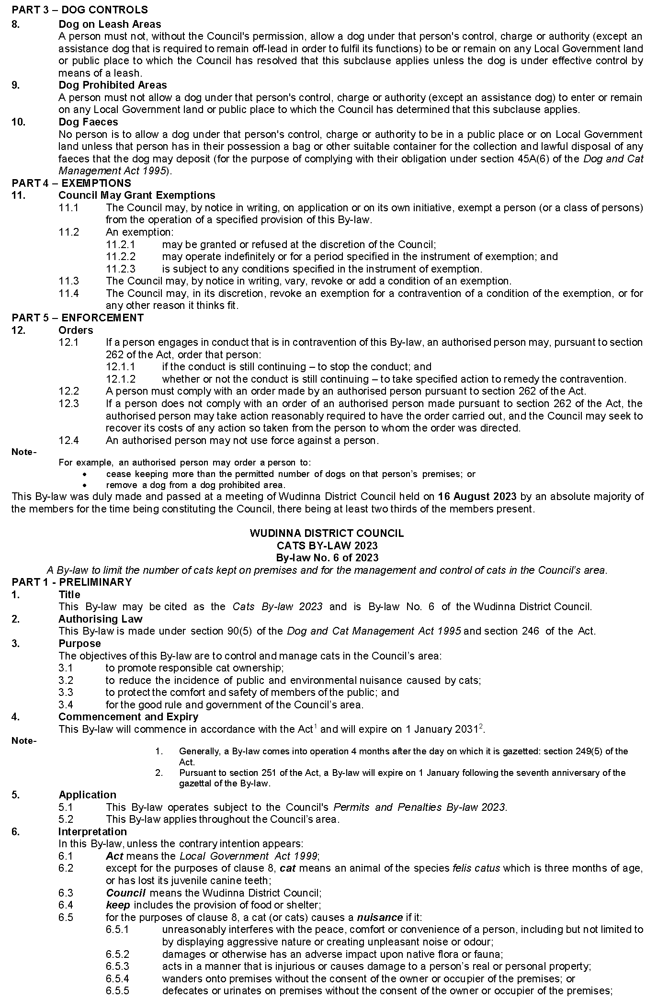 PART 3 – DOG CONTROLS
8. Dog on Leash Areas
A person must not, without the Council's permission, allow a dog under that person's control, charge or authority (except an
assistance dog that is required to remain off-lead in order to fulfil its functions) to be or remain on any Local Government land
or public place to which the Council has resolved that this subclause applies unless the dog is under effective control by
means of a leash.
9. Dog Prohibited Areas
A person must not allow a dog under that person's control, charge or authority (except an assistance dog) to enter or remain
on any Local Government land or public place to which the Council has determined that this subclause applies.
10. Dog Faeces
No person is to allow a dog under that person's control, charge or authority to be in a public place or on Local Government
land unless that person has in their possession a bag or other suitable container for the collection and lawful disposal of any
faeces that the dog may deposit (for the purpose of complying with their obligation under section 45A(6) of the Dog and Cat
Management Act 1995).
PART 4 – EXEMPTIONS
11. Council May Grant Exemptions
11.1 The Council may, by notice in writing, on application or on its own initiative, exempt a person (or a class of persons)
from the operation of a specified provision of this By-law.
11.2 An exemption:
11.2.1 may be granted or refused at the discretion of the Council;
11.2.2 may operate indefinitely or for a period specified in the instrument of exemption; and
11.2.3 is subject to any conditions specified in the instrument of exemption.
11.3 The Council may, by notice in writing, vary, revoke or add a condition of an exemption.
11.4 The Council may, in its discretion, revoke an exemption for a contravention of a condition of the exemption, or for
any other reason it thinks fit.
PART 5 – ENFORCEMENT
12. Orders
12.1 If a person engages in conduct that is in contravention of this By-law, an authorised person may, pursuant to section
262 of the Act, order that person:
12.1.1 if the conduct is still continuing – to stop the conduct; and
12.1.2 whether or not the conduct is still continuing – to take specified action to remedy the contravention.
12.2 A person must comply with an order made by an authorised person pursuant to section 262 of the Act.
12.3 If a person does not comply with an order of an authorised person made pursuant to section 262 of the Act, the
authorised person may take action reasonably required to have the order carried out, and the Council may seek to
recover its costs of any action so taken from the person to whom the order was directed.
12.4 An authorised person may not use force against a person.
Note-
For example, an authorised person may order a person to:
• cease keeping more than the permitted number of dogs on that person’s premises; or
• remove a dog from a dog prohibited area.
This By-law was duly made and passed at a meeting of Wudinna District Council held on 16 August 2023 by an absolute majority of
the members for the time being constituting the Council, there being at least two thirds of the members present.
WUDINNA DISTRICT COUNCIL
CATS BY-LAW 2023
By-law No. 6 of 2023
A By-law to limit the number of cats kept on premises and for the management and control of cats in the Council’s area.
PART 1 - PRELIMINARY
1. Title
This By-law may be cited as the Cats By-law 2023 and is By-law No. 6 of the Wudinna District Council.
2. Authorising Law
This By-law is made under section 90(5) of the Dog and Cat Management Act 1995 and section 246 of the Act.
3. Purpose
The objectives of this By-law are to control and manage cats in the Council’s area:
3.1 to promote responsible cat ownership;
3.2 to reduce the incidence of public and environmental nuisance caused by cats;
3.3 to protect the comfort and safety of members of the public; and
3.4 for the good rule and government of the Council’s area.
4. Commencement and Expiry
This By-law will commence in accordance with the Act1 and will expire on 1 January 20312.
Note-
1. Generally, a By-law comes into operation 4 months after the day on which it is gazetted: section 249(5) of the
Act.
2. Pursuant to section 251 of the Act, a By-law will expire on 1 January following the seventh anniversary of the
gazettal of the By-law.
5. Application
5.1 This By-law operates subject to the Council's Permits and Penalties By-law 2023.
5.2 This By-law applies throughout the Council’s area.
6. Interpretation
In this By-law, unless the contrary intention appears:
6.1 Act means the Local Government Act 1999;
6.2 except for the purposes of clause 8, cat means an animal of the species felis catus which is three months of age,
or has lost its juvenile canine teeth;
6.3 Council means the Wudinna District Council;
6.4 keep includes the provision of food or shelter;
6.5 for the purposes of clause 8, a cat (or cats) causes a nuisance if it:
6.5.1 unreasonably interferes with the peace, comfort or convenience of a person, including but not limited to
by displaying aggressive nature or creating unpleasant noise or odour;
6.5.2 damages or otherwise has an adverse impact upon native flora or fauna;
6.5.3 acts in a manner that is injurious or causes damage to a person’s real or personal property;
6.5.4 wanders onto premises without the consent of the owner or occupier of the premises; or
6.5.5 defecates or urinates on premises without the consent of the owner or occupier of the premises;